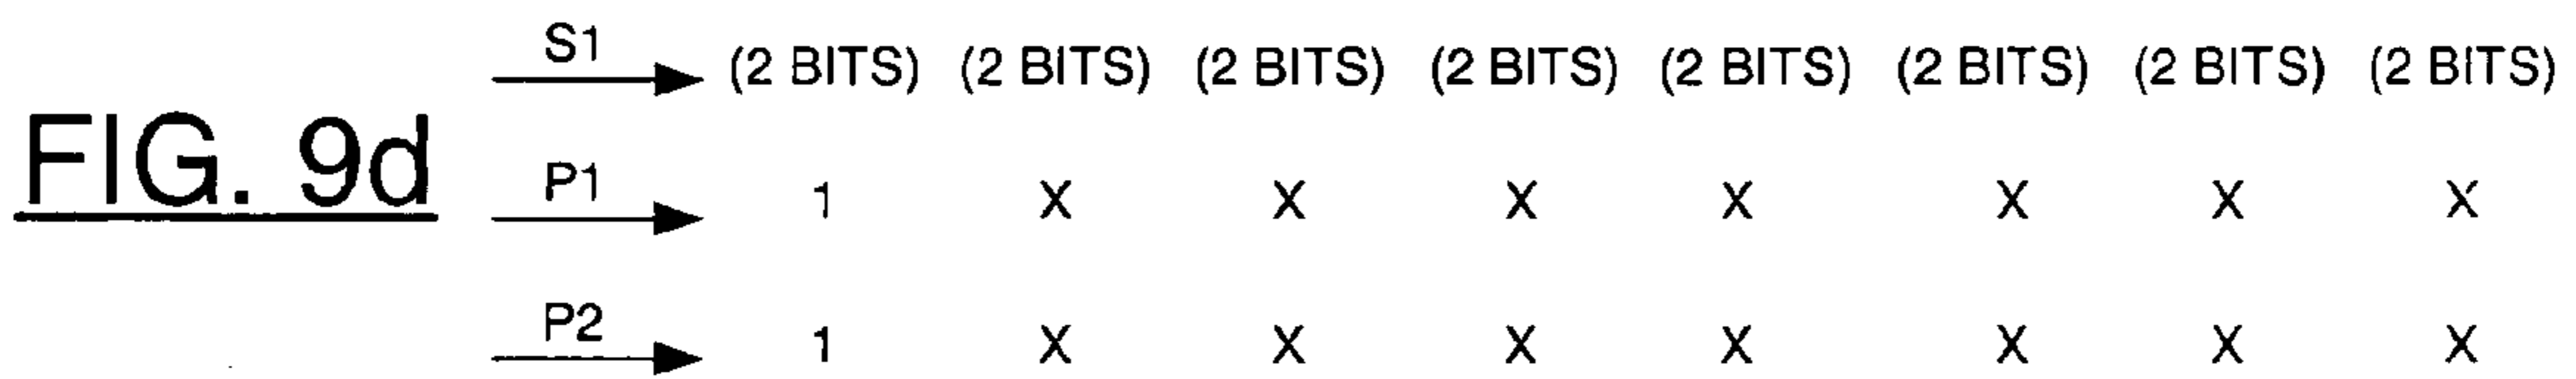 S1 (2 BITS) (2 BITS) (2 BITS) (2 BITS) (2 BITS) (2 BITS) (2 BITS) (2 BITS)
FIG. 9d
P1 1 X X X X X X X
P2 1 X X X X X X X